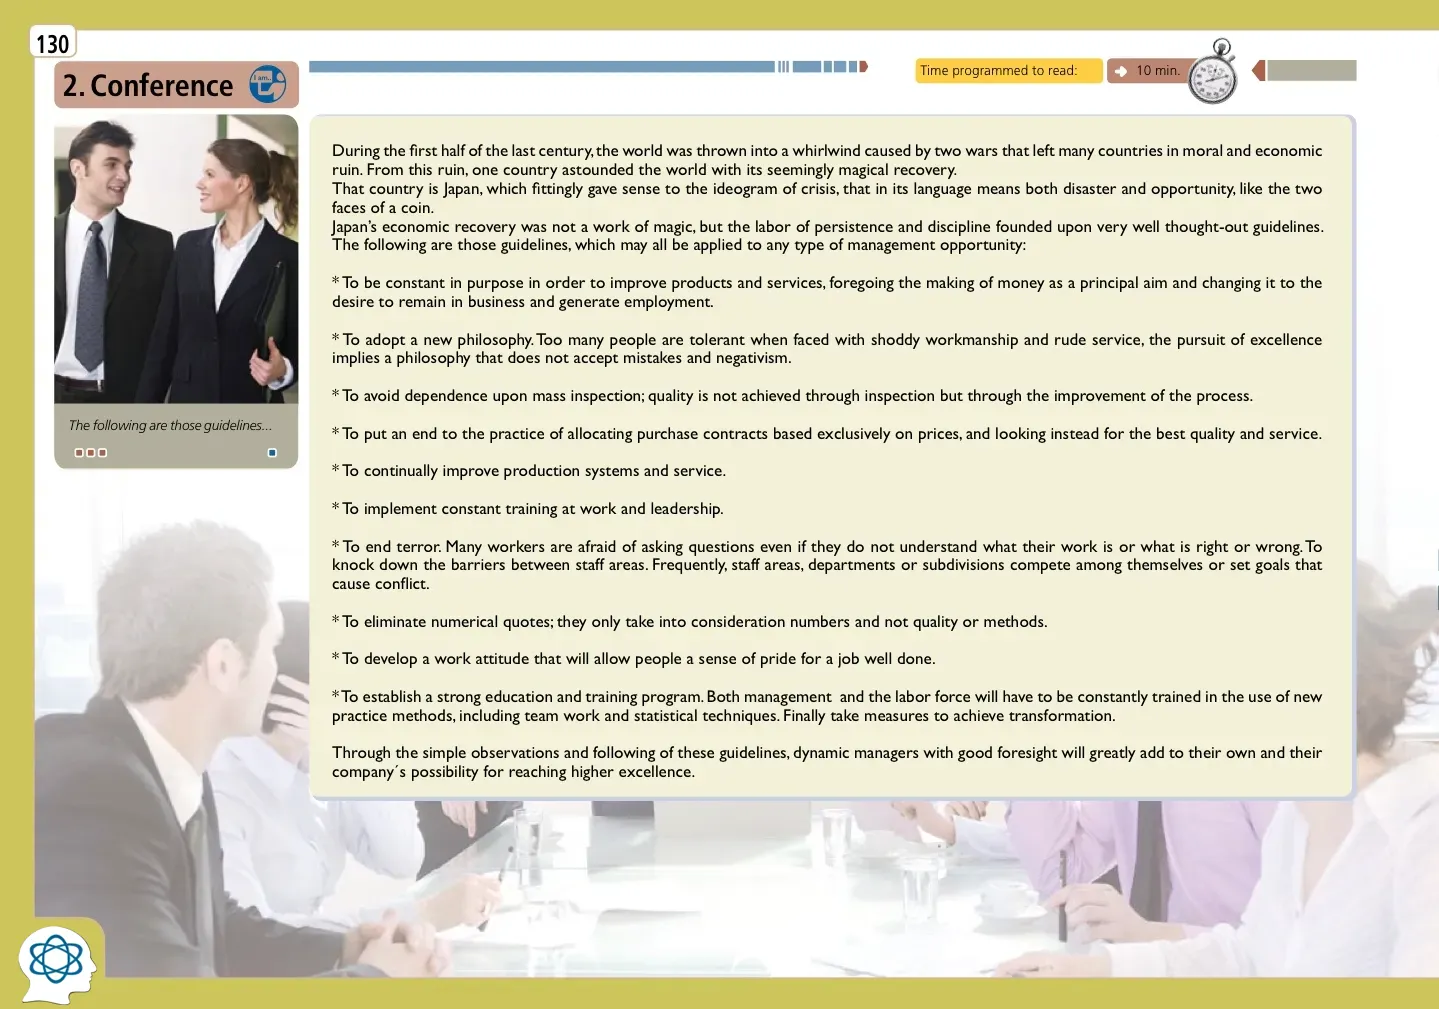 130
2. Conference
I am...
Time programmed to read:
10 min.
During the first half of the last century, the world was thrown into a whirlwind caused by two wars that left many countries in moral and economic
ruin. From this ruin, one country astounded the world with its seemingly magical recovery.
That country is Japan, which fittingly gave sense to the ideogram of crisis, that in its language means both disaster and opportunity, like the two
faces of a coin.
Japan’s economic recovery was not a work of magic, but the labor of persistence and discipline founded upon very well thought-out guidelines.
The following are those guidelines, which may all be applied to any type of management opportunity:
* To be constant in purpose in order to improve products and services, foregoing the making of money as a principal aim and changing it to the
desire to remain in business and generate employment.
* To adopt a new philosophy. Too many people are tolerant when faced with shoddy workmanship and rude service, the pursuit of excellence
implies a philosophy that does not accept mistakes and negativism.
* To avoid dependence upon mass inspection; quality is not achieved through inspection but through the improvement of the process.
* To put an end to the practice of allocating purchase contracts based exclusively on prices, and looking instead for the best quality and service.
* To continually improve production systems and service.
* To implement constant training at work and leadership.
* To end terror. Many workers are afraid of asking questions even if they do not understand what their work is or what is right or wrong. To
knock down the barriers between staff areas. Frequently, staff areas, departments or subdivisions compete among themselves or set goals that
cause conflict.
* To eliminate numerical quotes; they only take into consideration numbers and not quality or methods.
* To develop a work attitude that will allow people a sense of pride for a job well done.
* To establish a strong education and training program. Both management and the labor force will have to be constantly trained in the use of new
practice methods, including team work and statistical techniques. Finally take measures to achieve transformation.
Through the simple observations and following of these guidelines, dynamic managers with good foresight will greatly add to their own and their
company´s possibility for reaching higher excellence.
The following are those guidelines...